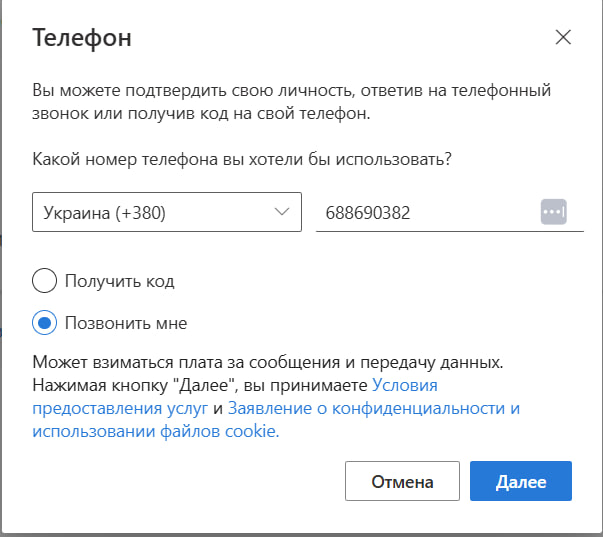 Телефон
Вы можете подтвердить свою личность, ответив на телефонный
звонок или получив код на свой телефон.
Какой номер телефона вы хотели бы использовать?
Украина (+380) 688690382
Получить код
Позвонить мне
Может взиматься плата за сообщения и передачу данных.
Нажимая кнопку "Далее", вы принимаете Условия
предоставления услуг и Заявление о конфиденциальности и
использовании файлов cookie.
Отмена Далее